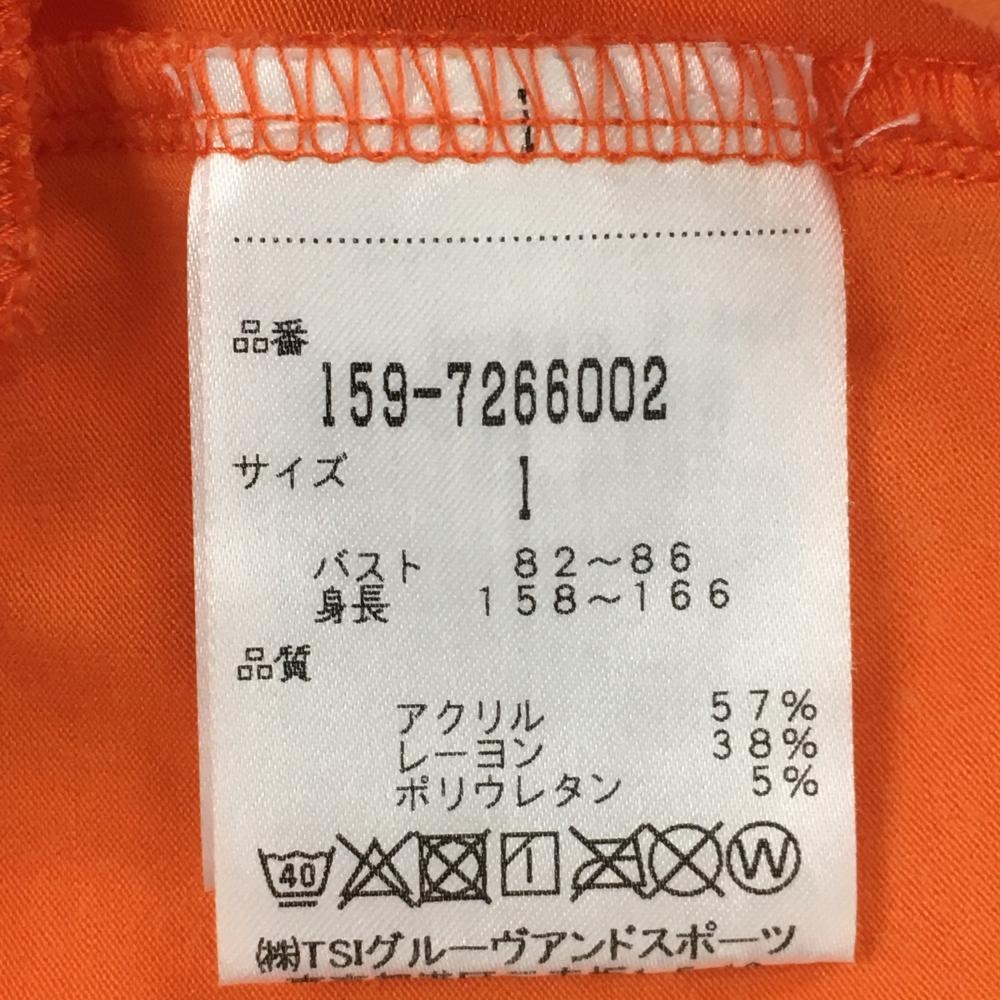 品番
159-7266002
サイズ 1
バスト 82～86
身長 158～166
品質
アクリル 57%
レーヨン 38%
ポリウレタン 5%
40 W
㈱TSIグルーヴアンドスポーツ